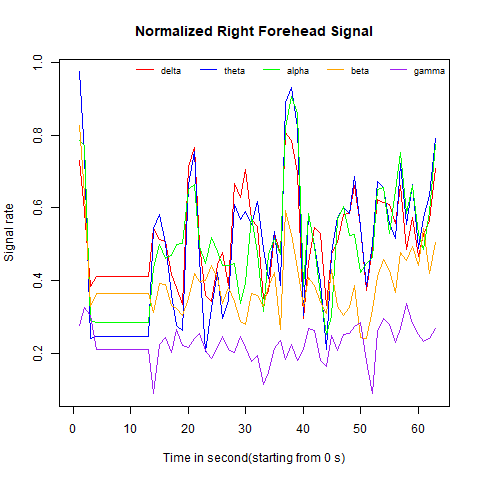 Normalized Right Forehead Signal
delta theta alpha beta gamma
1.0
0.8
0.6
0.4
0.2
Signal rate
0 10 20 30 40 50 60
Time in second(starting from 0 s)